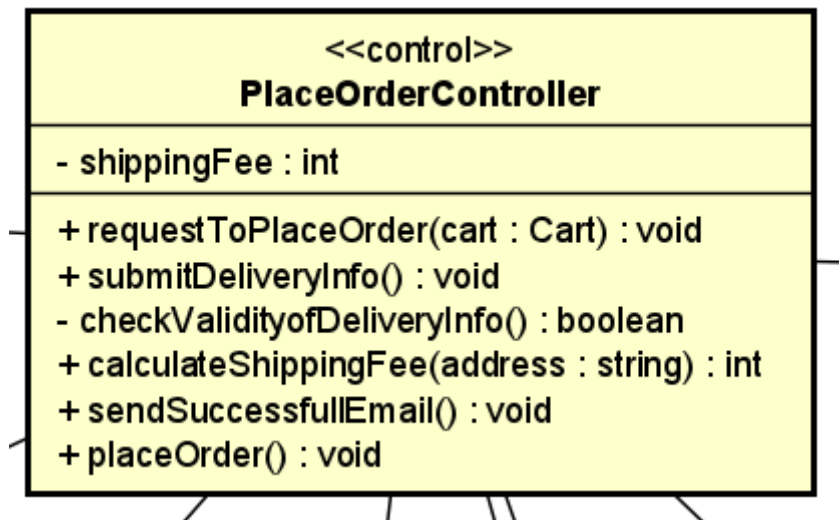 <<control>>
PlaceOrderController
- shippingFee : int
+ requestToPlaceOrder(cart : Cart) : void
+ submitDeliveryInfo() : void
- checkValidityofDeliveryInfo() : boolean
+ calculateShippingFee(address : string) : int
+ sendSuccessfullEmail() : void
+ placeOrder() : void